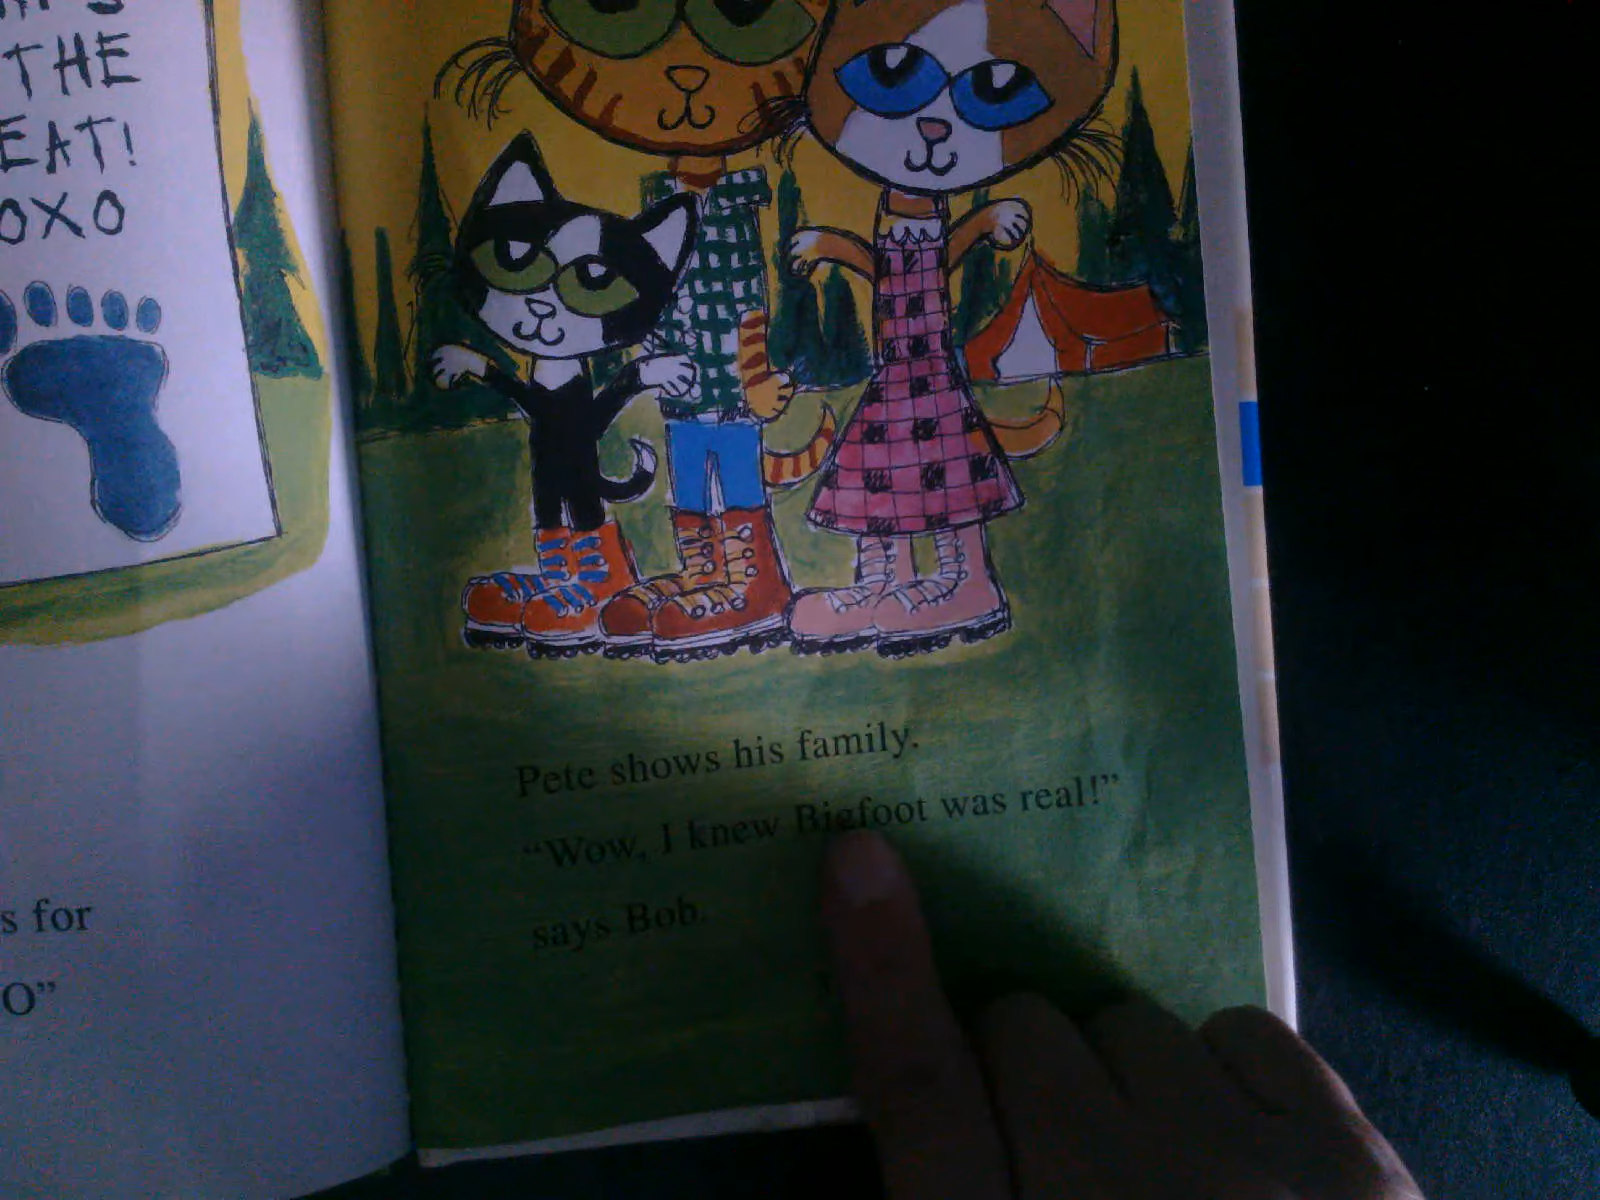 THE
EAT!
OXO
s for
O”
Pete shows his family.
“Wow, I knew Bigfoot was real!”
says Bob.